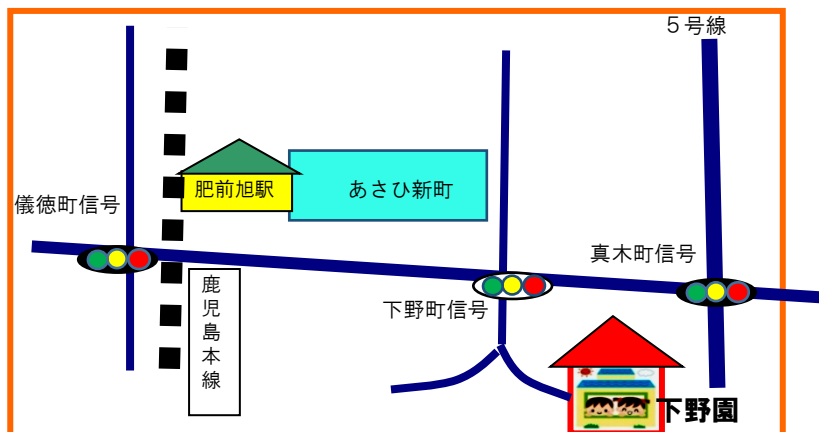 ５号線
肥前旭駅
あさひ新町
儀徳町信号
真木町信号
鹿児島本線
下野町信号
下野園